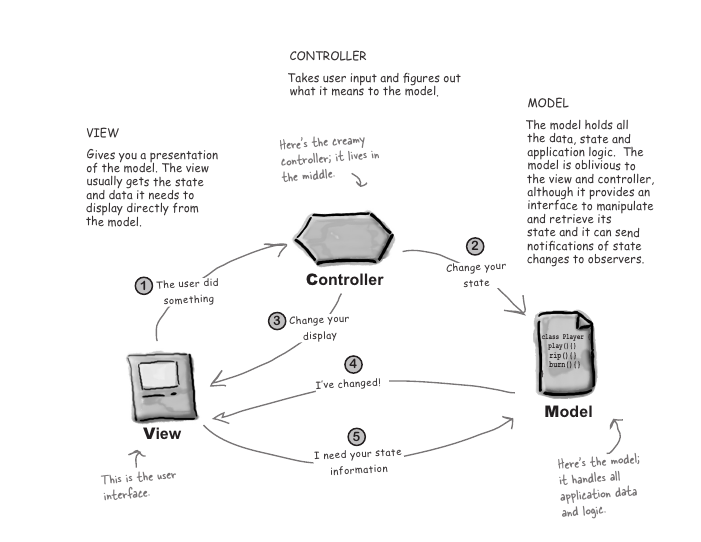 CONTROLLER
Takes user input and figures out
what it means to the model.
MODEL
The model holds all
the data, state and
application logic. The
model is oblivious to
the view and controller,
although it provides an
interface to manipulate
and retrieve its
state and it can send
notifications of state
changes to observers.
VIEW
Gives you a presentation
of the model. The view
usually gets the state
and data it needs to
display directly from
the model.
Here's the creamy
controller; it lives in
the middle.
Controller
1 The user did
something
2
Change your
state
3 Change your
display
class Player
play(){}
rip(){}
burn(){}
4
I've changed!
Model
View
5
I need your state
information
This is the user
interface.
Here's the model;
it handles all
application data
and logic.